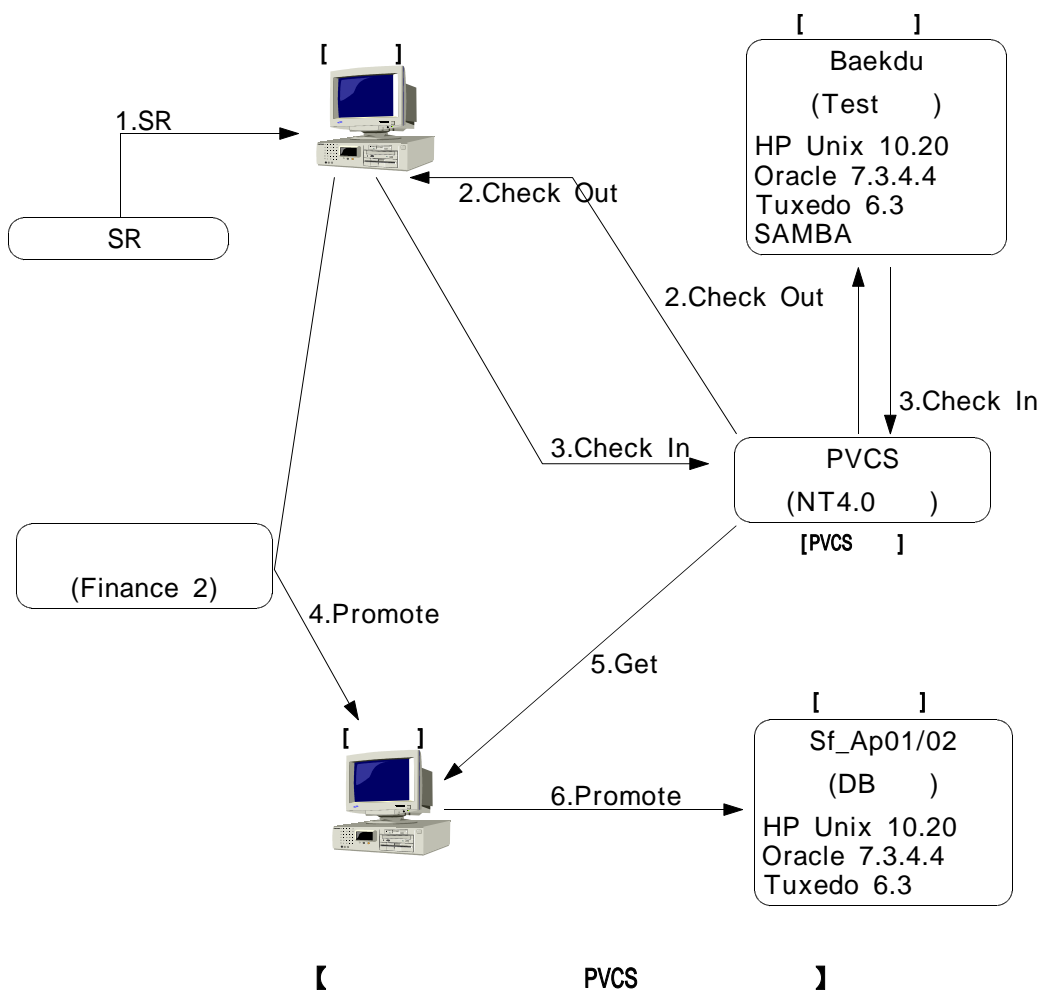 [ ]
Baekdu
(Test )
HP Unix 10.20
Oracle 7.3.4.4
Tuxedo 6.3
SAMBA
[ ]
1.SR
SR
2.Check Out
2.Check Out
3.Check In
3.Check In
PVCS
(NT4.0 )
[PVCS ]
(Finance 2)
4.Promote
5.Get
[ ]
6.Promote
[ ]
Sf_Ap01/02
(DB )
HP Unix 10.20
Oracle 7.3.4.4
Tuxedo 6.3
【 PVCS 】